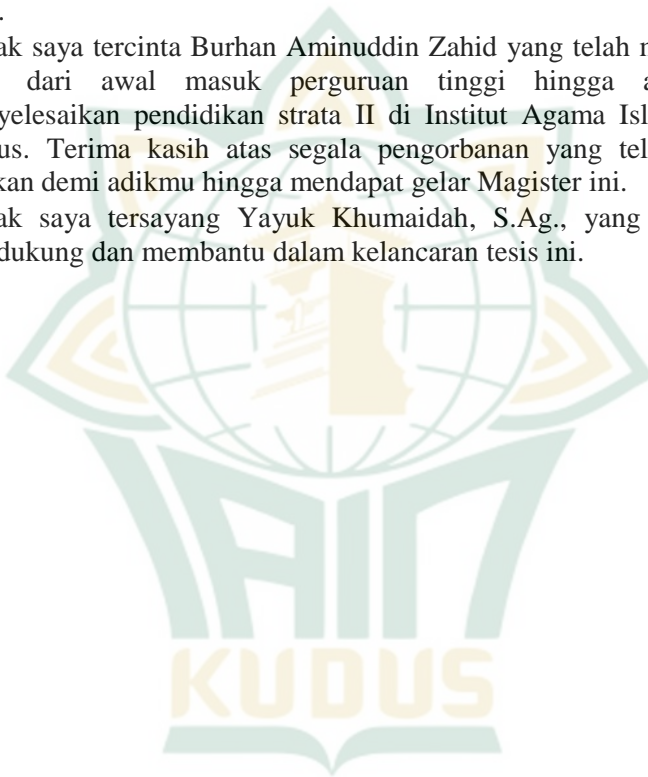 .
ak saya tercinta Burhan Aminuddin Zahid yang telah m
dari awal masuk perguruan tinggi hingga a
yelesaikan pendidikan strata II di Institut Agama Isl
us. Terima kasih atas segala pengorbanan yang tel
kan demi adikmu hingga mendapat gelar Magister ini.
ak saya tersayang Yayuk Khumaidah, S.Ag., yang
dukung dan membantu dalam kelancaran tesis ini.
IAIN
KUDUS